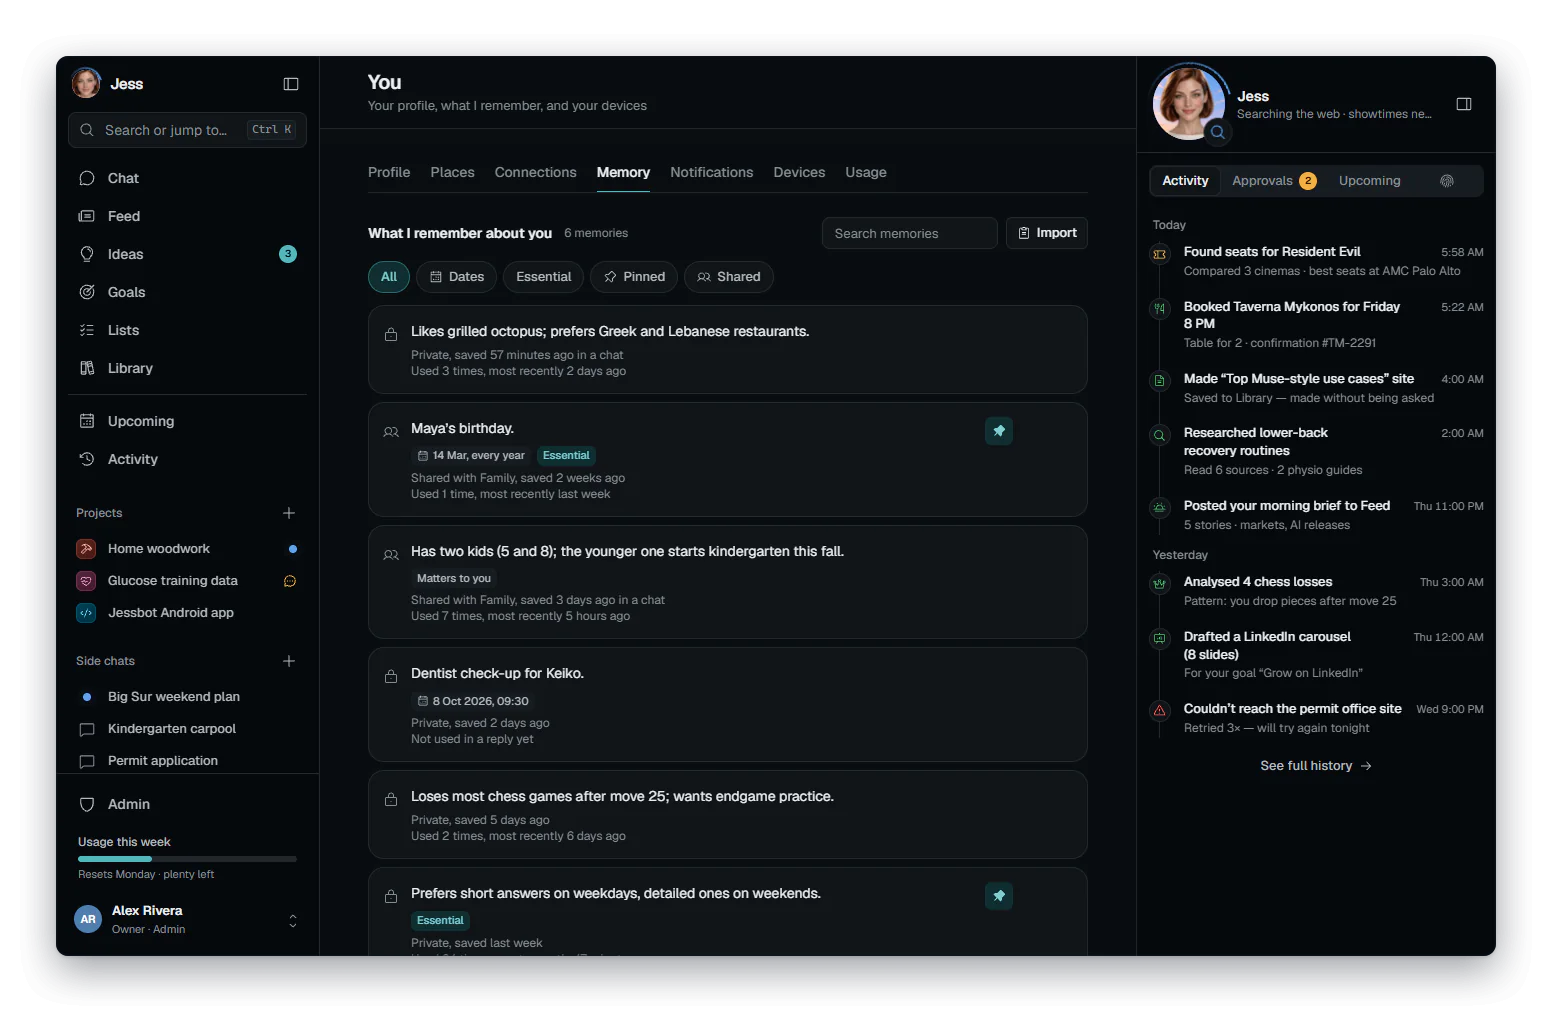 Jess
Search or jump to...
Ctrl K
Chat
Feed
Ideas
3
Goals
Lists
Library
Upcoming
Activity
Projects
Home woodwork
Glucose training data
Jessbot Android app
Side chats
Big Sur weekend plan
Kindergarten carpool
Permit application
Admin
Usage this week
Resets Monday · plenty left
AR
Alex Rivera
Owner · Admin
You
Your profile, what I remember, and your devices
Profile Places Connections Memory Notifications Devices Usage
What I remember about you 6 memories
Search memories
Import
All Dates Essential Pinned Shared
Likes grilled octopus; prefers Greek and Lebanese restaurants.
Private, saved 57 minutes ago in a chat
Used 3 times, most recently 2 days ago
Maya's birthday.
14 Mar, every year Essential
Shared with Family, saved 2 weeks ago
Used 1 time, most recently last week
Has two kids (5 and 8); the younger one starts kindergarten this fall.
Matters to you
Shared with Family, saved 3 days ago in a chat
Used 7 times, most recently 5 hours ago
Dentist check-up for Keiko.
8 Oct 2026, 09:30
Private, saved 2 days ago
Not used in a reply yet
Loses most chess games after move 25; wants endgame practice.
Private, saved 5 days ago
Used 2 times, most recently 6 days ago
Prefers short answers on weekdays, detailed ones on weekends.
Essential
Private, saved last week
Jess
Searching the web · showtimes ne...
Activity Approvals 2 Upcoming
Today
Found seats for Resident Evil 5:58 AM
Compared 3 cinemas · best seats at AMC Palo Alto
Booked Taverna Mykonos for Friday 5:22 AM
8 PM
Table for 2 · confirmation #TM-2291
Made “Top Muse-style use cases” site 4:00 AM
Saved to Library — made without being asked
Researched lower-back 2:00 AM
recovery routines
Read 6 sources · 2 physio guides
Posted your morning brief to Feed Thu 11:00 PM
5 stories · markets, AI releases
Yesterday
Analysed 4 chess losses Thu 3:00 AM
Pattern: you drop pieces after move 25
Drafted a LinkedIn carousel Thu 12:00 AM
(8 slides)
For your goal “Grow on LinkedIn”
Couldn’t reach the permit office site Wed 9:00 PM
Retried 3× — will try again tonight
See full history →